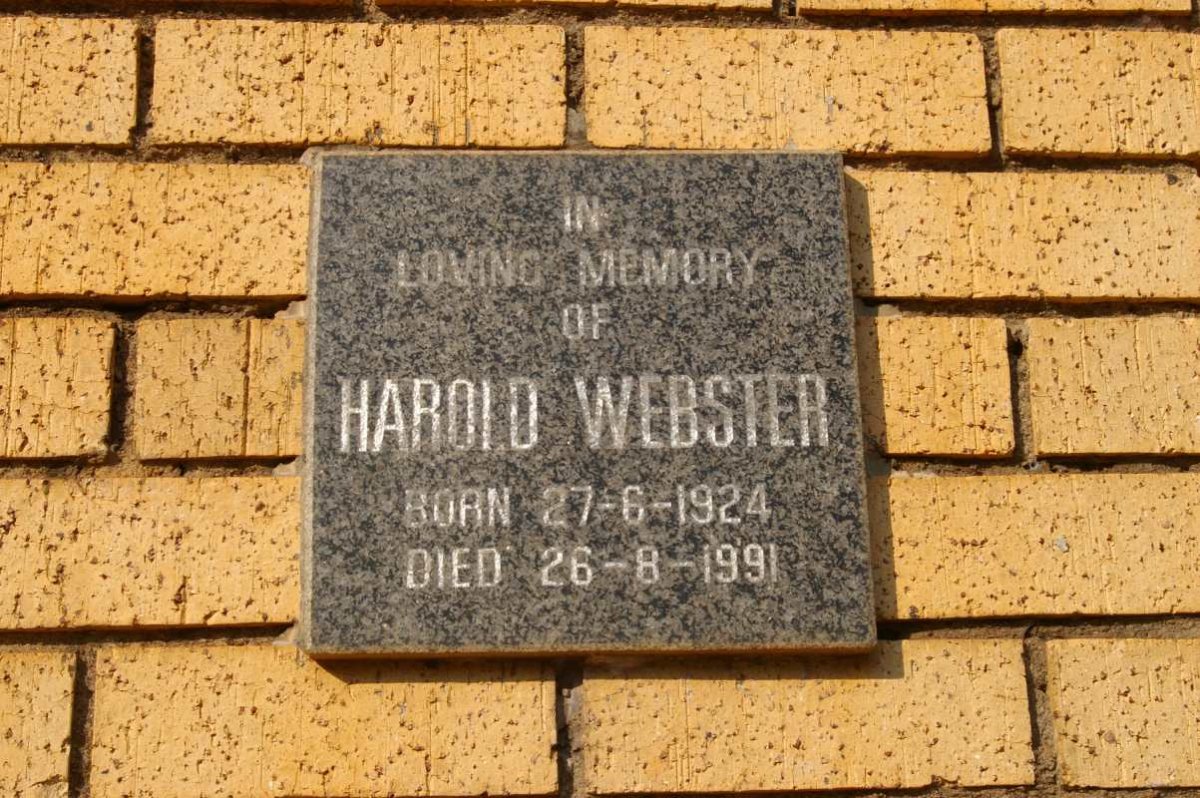 IN
LOVING MEMORY
OF
HAROLD WEBSTER
BORN 27-6-1924
DIED 26-8-1991